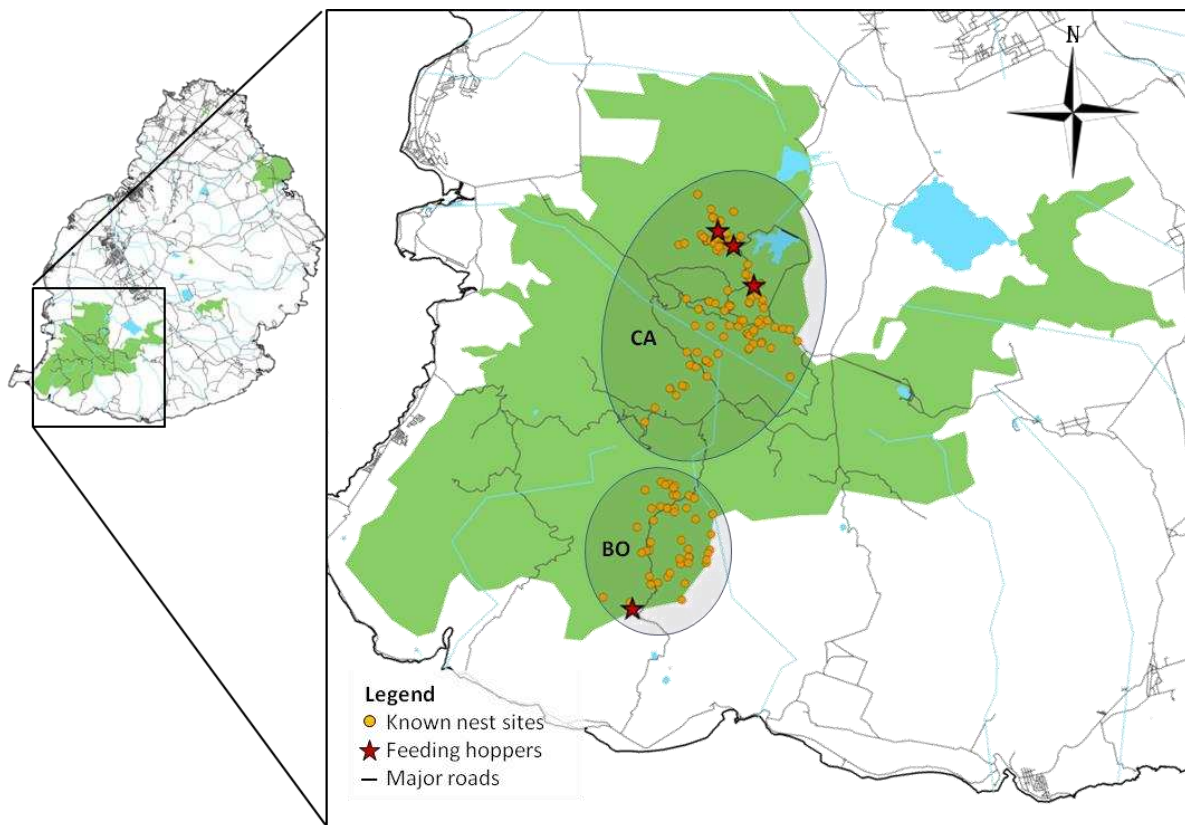 N
CA
BO
Legend
Known nest sites
Feeding hoppers
Major roads